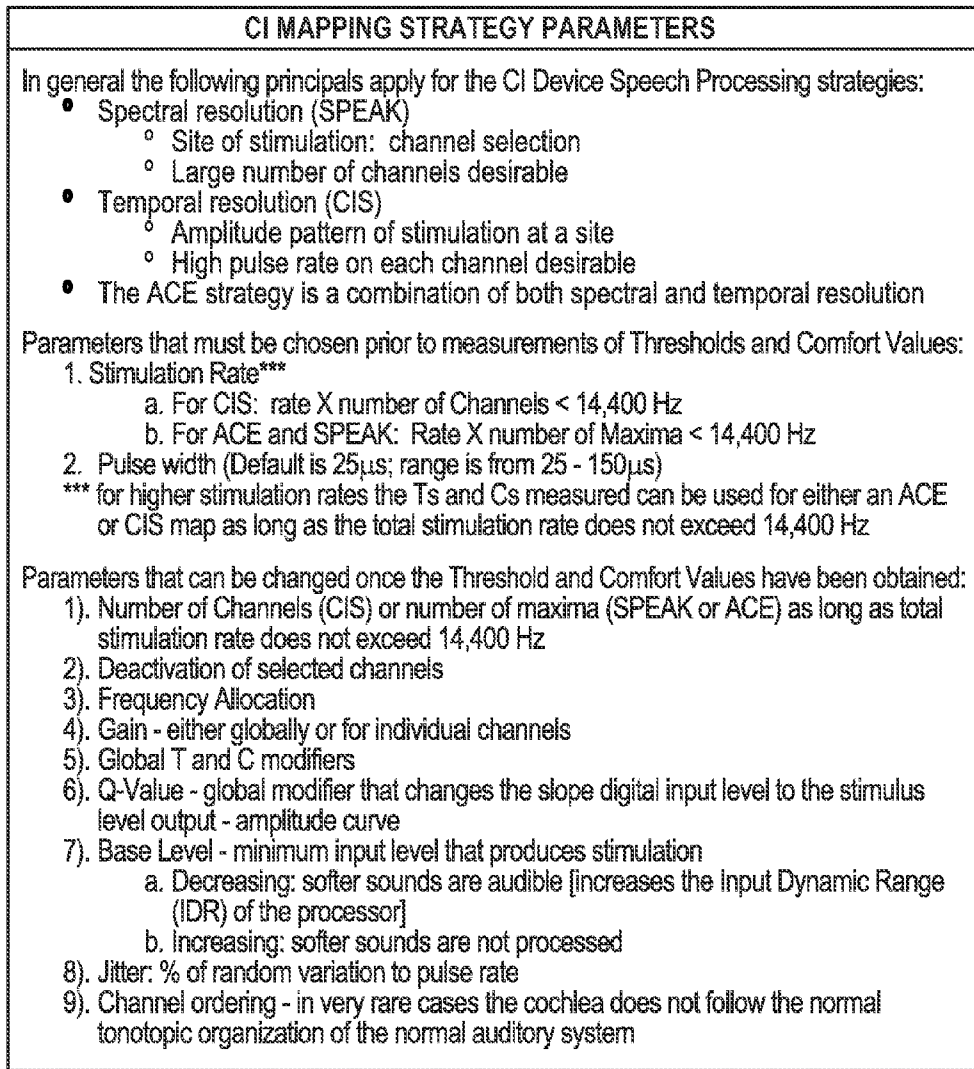 CI MAPPING STRATEGY PARAMETERS
In general the following principals apply for the CI Device Speech Processing strategies:
• Spectral resolution (SPEAK)
o Site of stimulation: channel selection
o Large number of channels desirable
• Temporal resolution (CIS)
o Amplitude pattern of stimulation at a site
o High pulse rate on each channel desirable
• The ACE strategy is a combination of both spectral and temporal resolution
Parameters that must be chosen prior to measurements of Thresholds and Comfort Values:
1. Stimulation Rate***
a. For CIS: rate X number of Channels < 14,400 Hz
b. For ACE and SPEAK: Rate X number of Maxima < 14,400 Hz
2. Pulse width (Default is 25µs; range is from 25 - 150µs)
*** for higher stimulation rates the Ts and Cs measured can be used for either an ACE
or CIS map as long as the total stimulation rate does not exceed 14,400 Hz
Parameters that can be changed once the Threshold and Comfort Values have been obtained:
1). Number of Channels (CIS) or number of maxima (SPEAK or ACE) as long as total
stimulation rate does not exceed 14,400 Hz
2). Deactivation of selected channels
3). Frequency Allocation
4). Gain - either globally or for individual channels
5). Global T and C modifiers
6). Q-Value - global modifier that changes the slope digital input level to the stimulus
level output - amplitude curve
7). Base Level - minimum input level that produces stimulation
a. Decreasing: softer sounds are audible [increases the Input Dynamic Range
(IDR) of the processor]
b. Increasing: softer sounds are not processed
8). Jitter: % of random variation to pulse rate
9). Channel ordering - in very rare cases the cochlea does not follow the normal
tonotopic organization of the normal auditory system